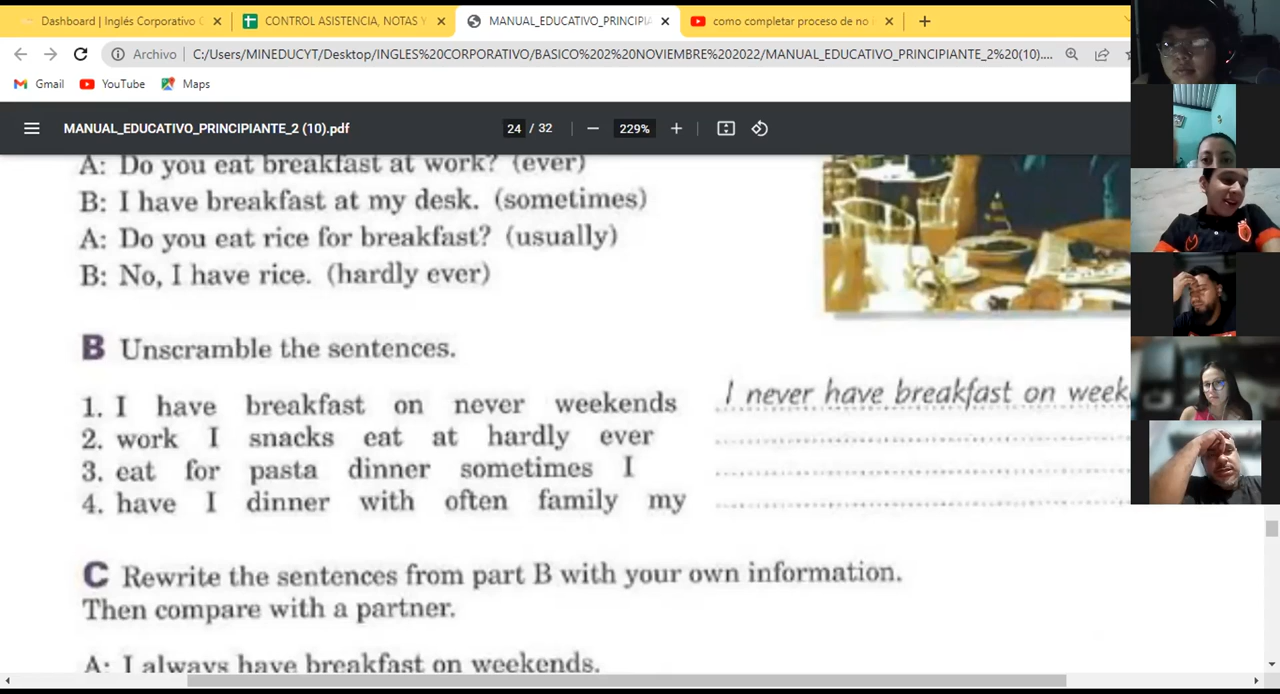 Dashboard | Inglés Corporativo
CONTROL ASISTENCIA, NOTAS Y
MANUAL_EDUCATIVO_PRINCIPIA
como completar proceso de no
Archivo | C:/Users/MINEDUCYT/Desktop/INGLES%20CORPORATIVO/BASICO%202%20NOVIEMBRE%202022/MANUAL_EDUCATIVO_PRINCIPIANTE_2%20(10)....
Gmail YouTube Maps
MANUAL_EDUCATIVO_PRINCIPIANTE_2 (10).pdf 24 / 32 229%
A: Do you eat breakfast at work? (ever)
B: I have breakfast at my desk. (sometimes)
A: Do you eat rice for breakfast? (usually)
B: No, I have rice. (hardly ever)
B Unscramble the sentences.
1. I have breakfast on never weekends I never have breakfast on week
2. work I snacks eat at hardly ever
3. eat for pasta dinner sometimes I
4. have I dinner with often family my
C Rewrite the sentences from part B with your own information.
Then compare with a partner.
A: I always have breakfast on weekends.